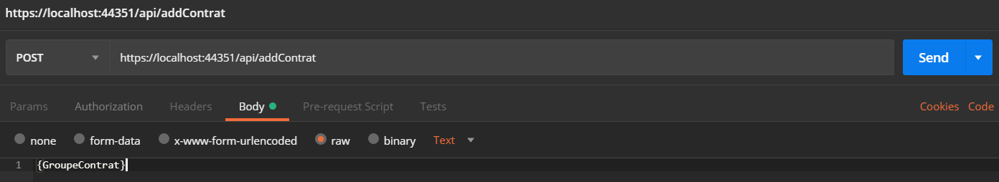 https://localhost:44351/api/addContrat
POST https://localhost:44351/api/addContrat Send
Params Authorization Headers Body Pre-request Script Tests Cookies Code
none form-data x-www-form-urlencoded raw binary Text
1 {GroupeContrat}